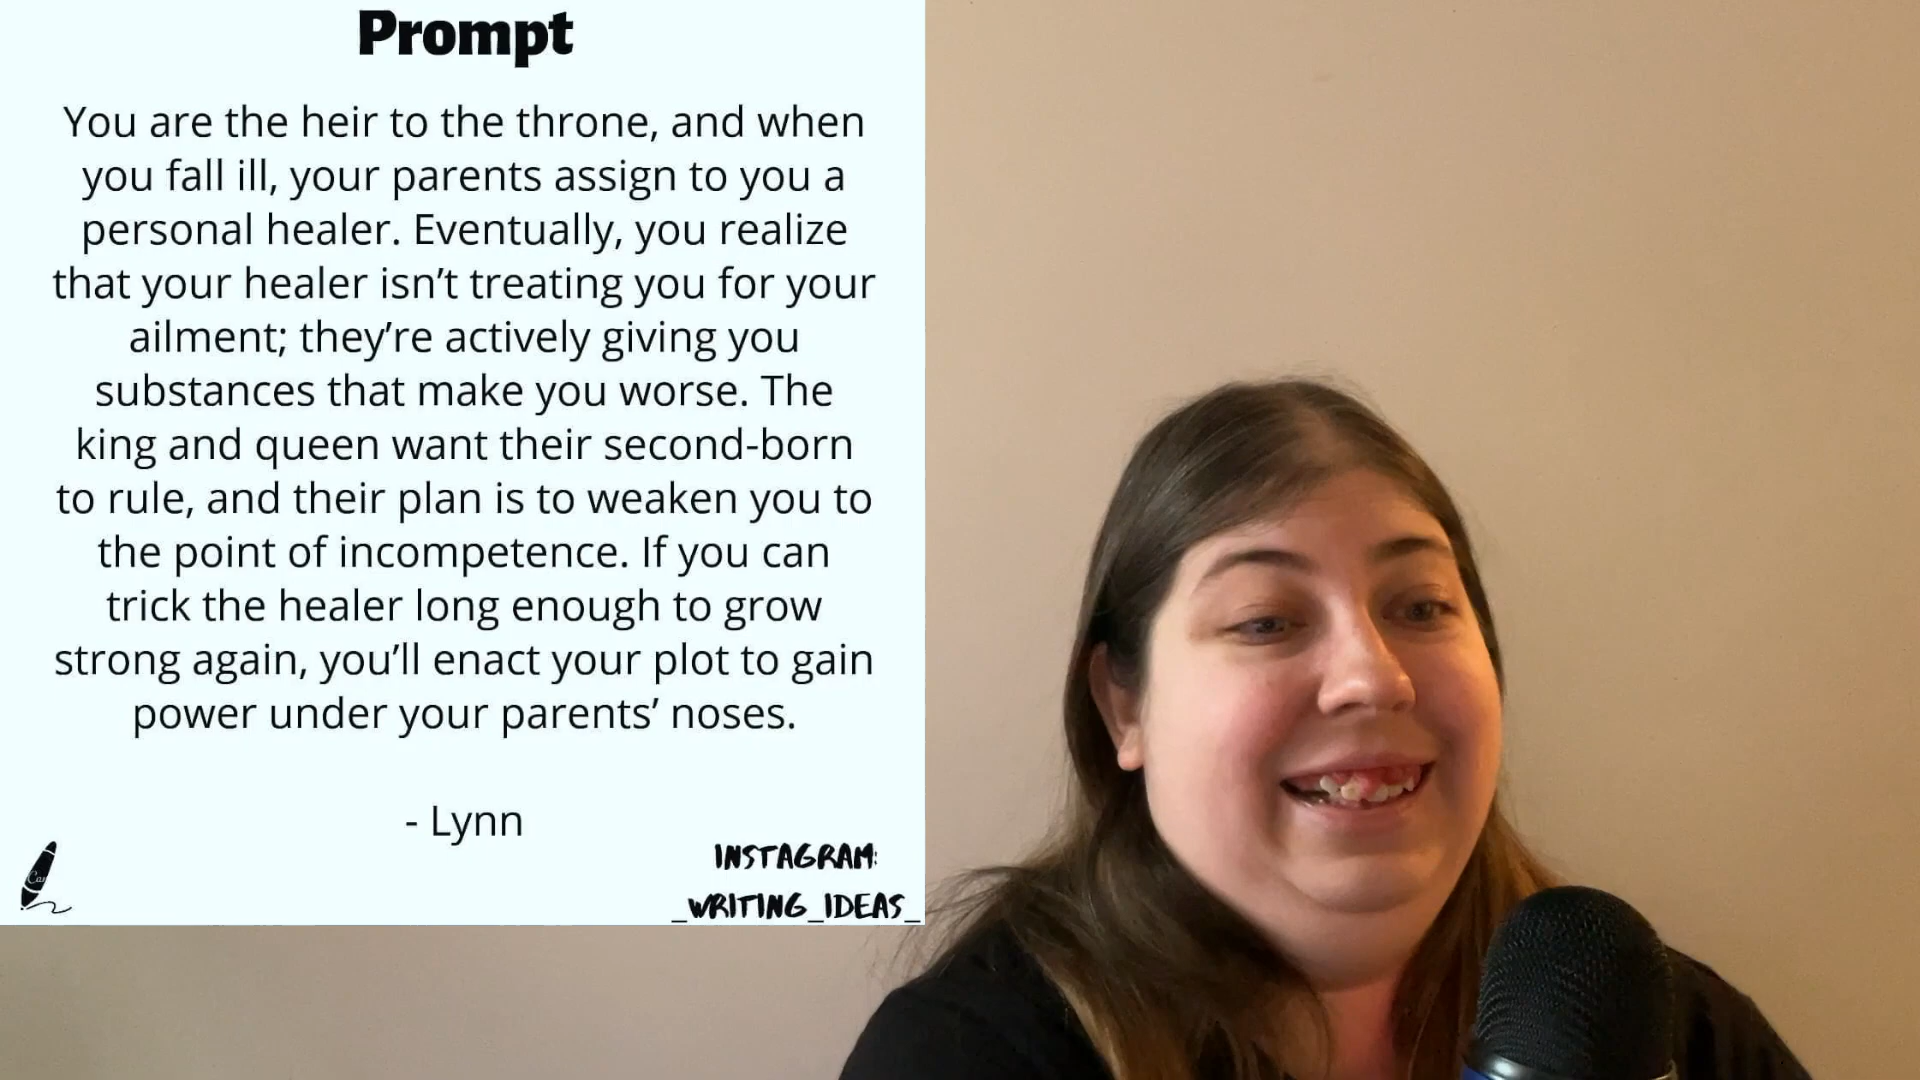 Prompt
You are the heir to the throne, and when
you fall ill, your parents assign to you a
personal healer. Eventually, you realize
that your healer isn’t treating you for your
ailment; they’re actively giving you
substances that make you worse. The
king and queen want their second-born
to rule, and their plan is to weaken you to
the point of incompetence. If you can
trick the healer long enough to grow
strong again, you’ll enact your plot to gain
power under your parents’ noses.
- Lynn
INSTAGRAM:
_WRITING_IDEAS_